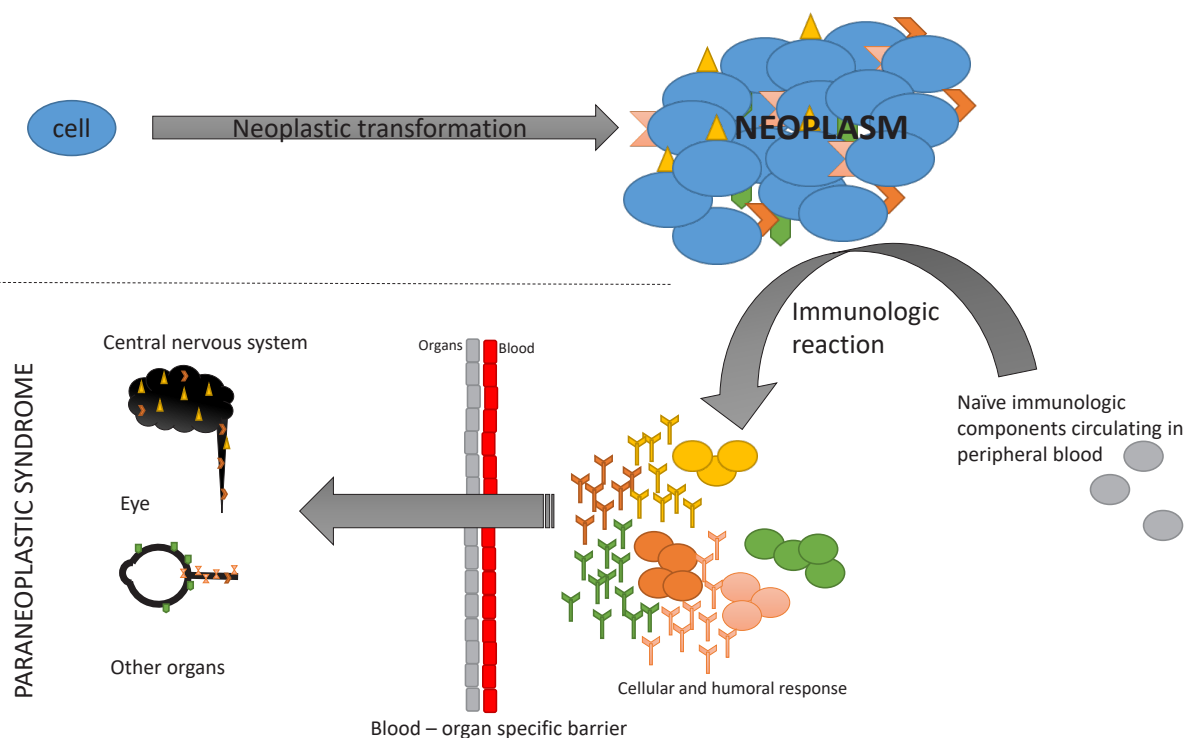 cell
Neoplastic transformation
NEOPLASM
Immunologic
reaction
Naïve immunologic
components circulating in
peripheral blood
PARANEOPLASTIC SYNDROME
Central nervous system
Eye
Other organs
Organs
Blood
Blood – organ specific barrier
Cellular and humoral response